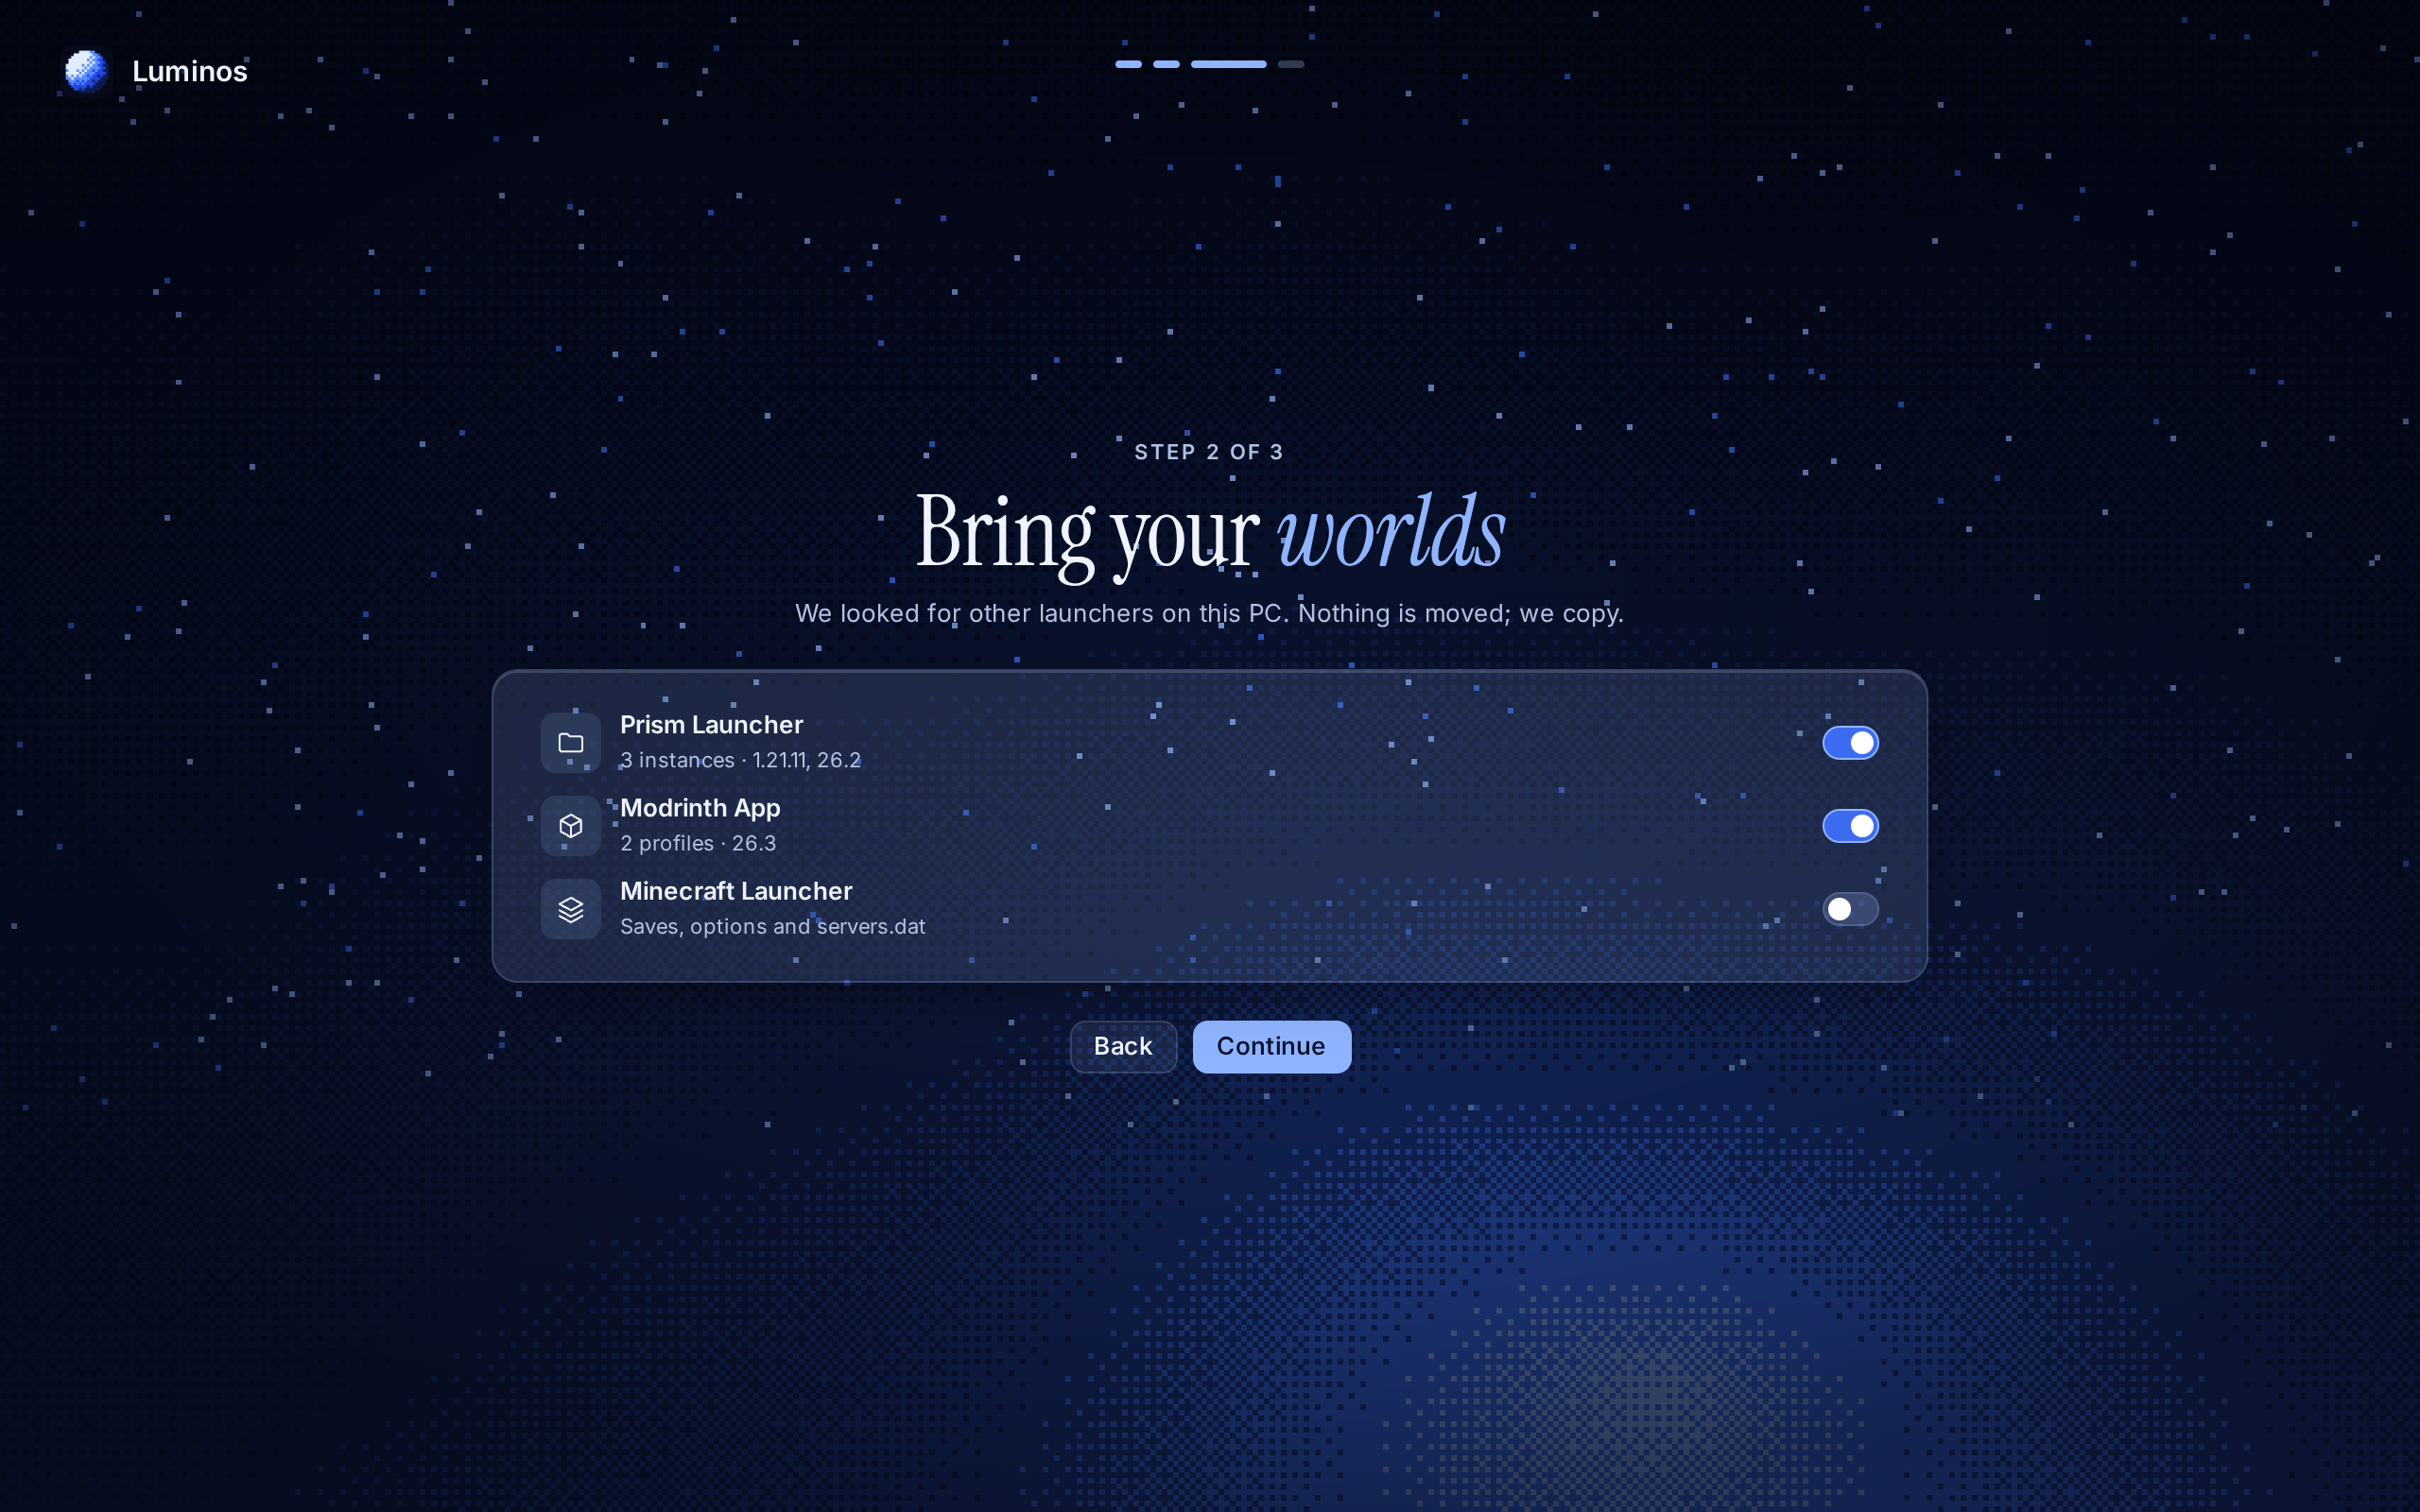 Luminos
STEP 2 OF 3
Bring your worlds
We looked for other launchers on this PC. Nothing is moved; we copy.
Prism Launcher
3 instances · 1.21.11, 26.2
Modrinth App
2 profiles · 26.3
Minecraft Launcher
Saves, options and servers.dat
Back
Continue